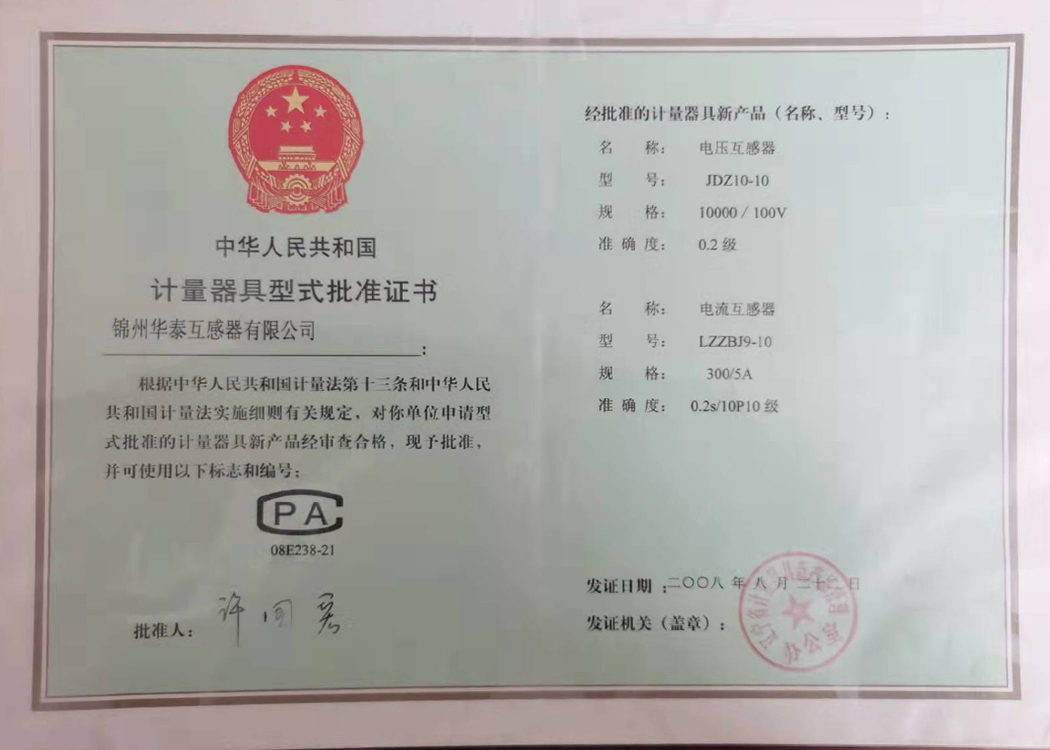 中华人民共和国
计量器具型式批准证书
锦州华泰互感器有限公司
:
根据中华人民共和国计量法第十三条和中华人民
共和国计量法实施细则有关规定，对你单位申请型
式批准的计量器具新产品经审查合格，现予批准，
并可使用以下标志和编号：
PA
08E238-21
批准人：
经批准的计量器具新产品（名称、型号）:
名 称： 电压互感器
型 号： JDZ10-10
规 格： 10000 / 100V
准 确 度： 0.2 级
名 称： 电流互感器
型 号： LZZBJ9-10
规 格： 300/5A
准 确 度： 0.2s/10P10 级
发证日期：二〇〇八 年 八 月 日
发证机关（盖章）：
办公室